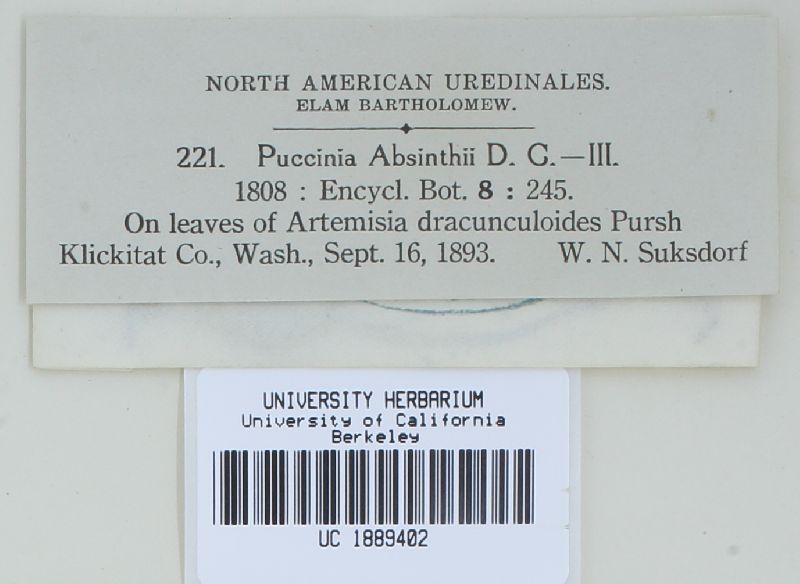 NORTH AMERICAN UREDINALES.
ELAM BARTHOLOMEW.
221. Puccinia Absinthii D. C.—III.
1808 : Encycl. Bot. 8 : 245.
On leaves of Artemisia dracunculoides Pursh
Klickitat Co., Wash., Sept. 16, 1893. W. N. Suksdorf
UNIVERSITY HERBARIUM
University of California
Berkeley
UC 1889402